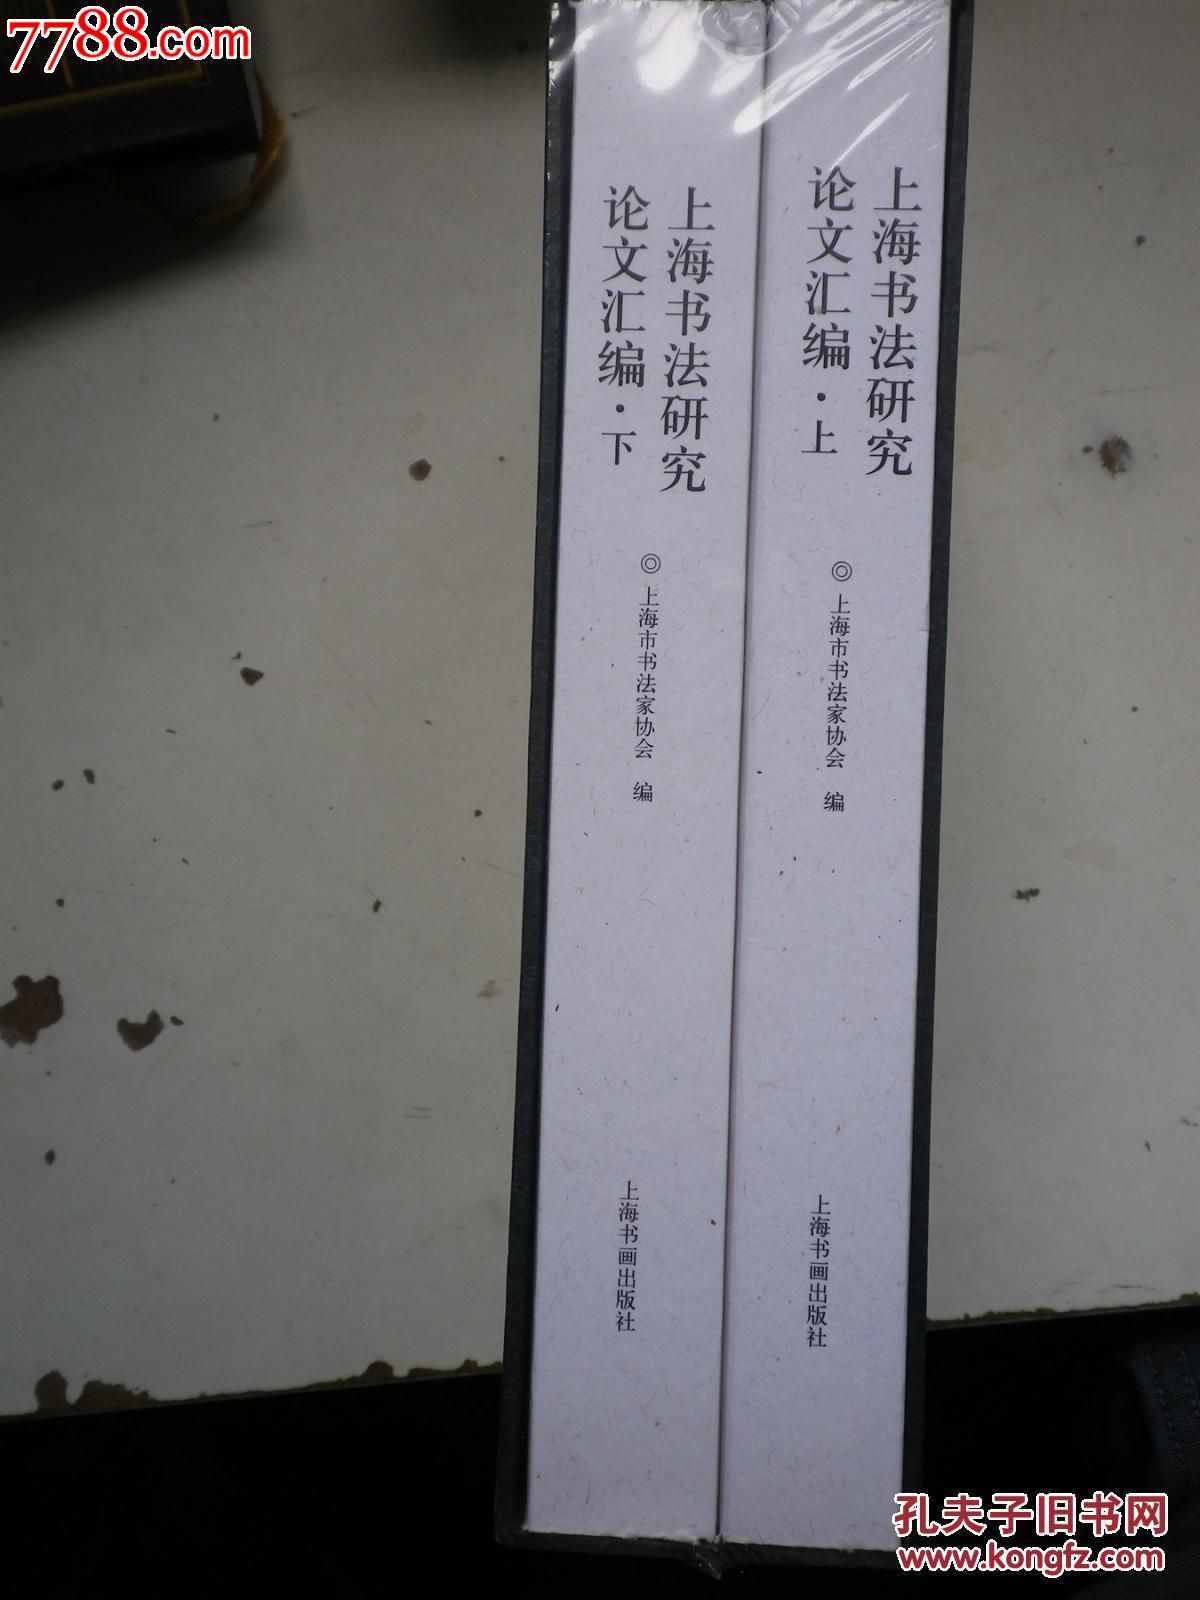 7788.com
上海书法研究
论文汇编·上
◎上海市书法家协会 编
上海书画出版社
上海书法研究
论文汇编·下
◎上海市书法家协会 编
上海书画出版社
孔夫子旧书网
www.kongfz.com